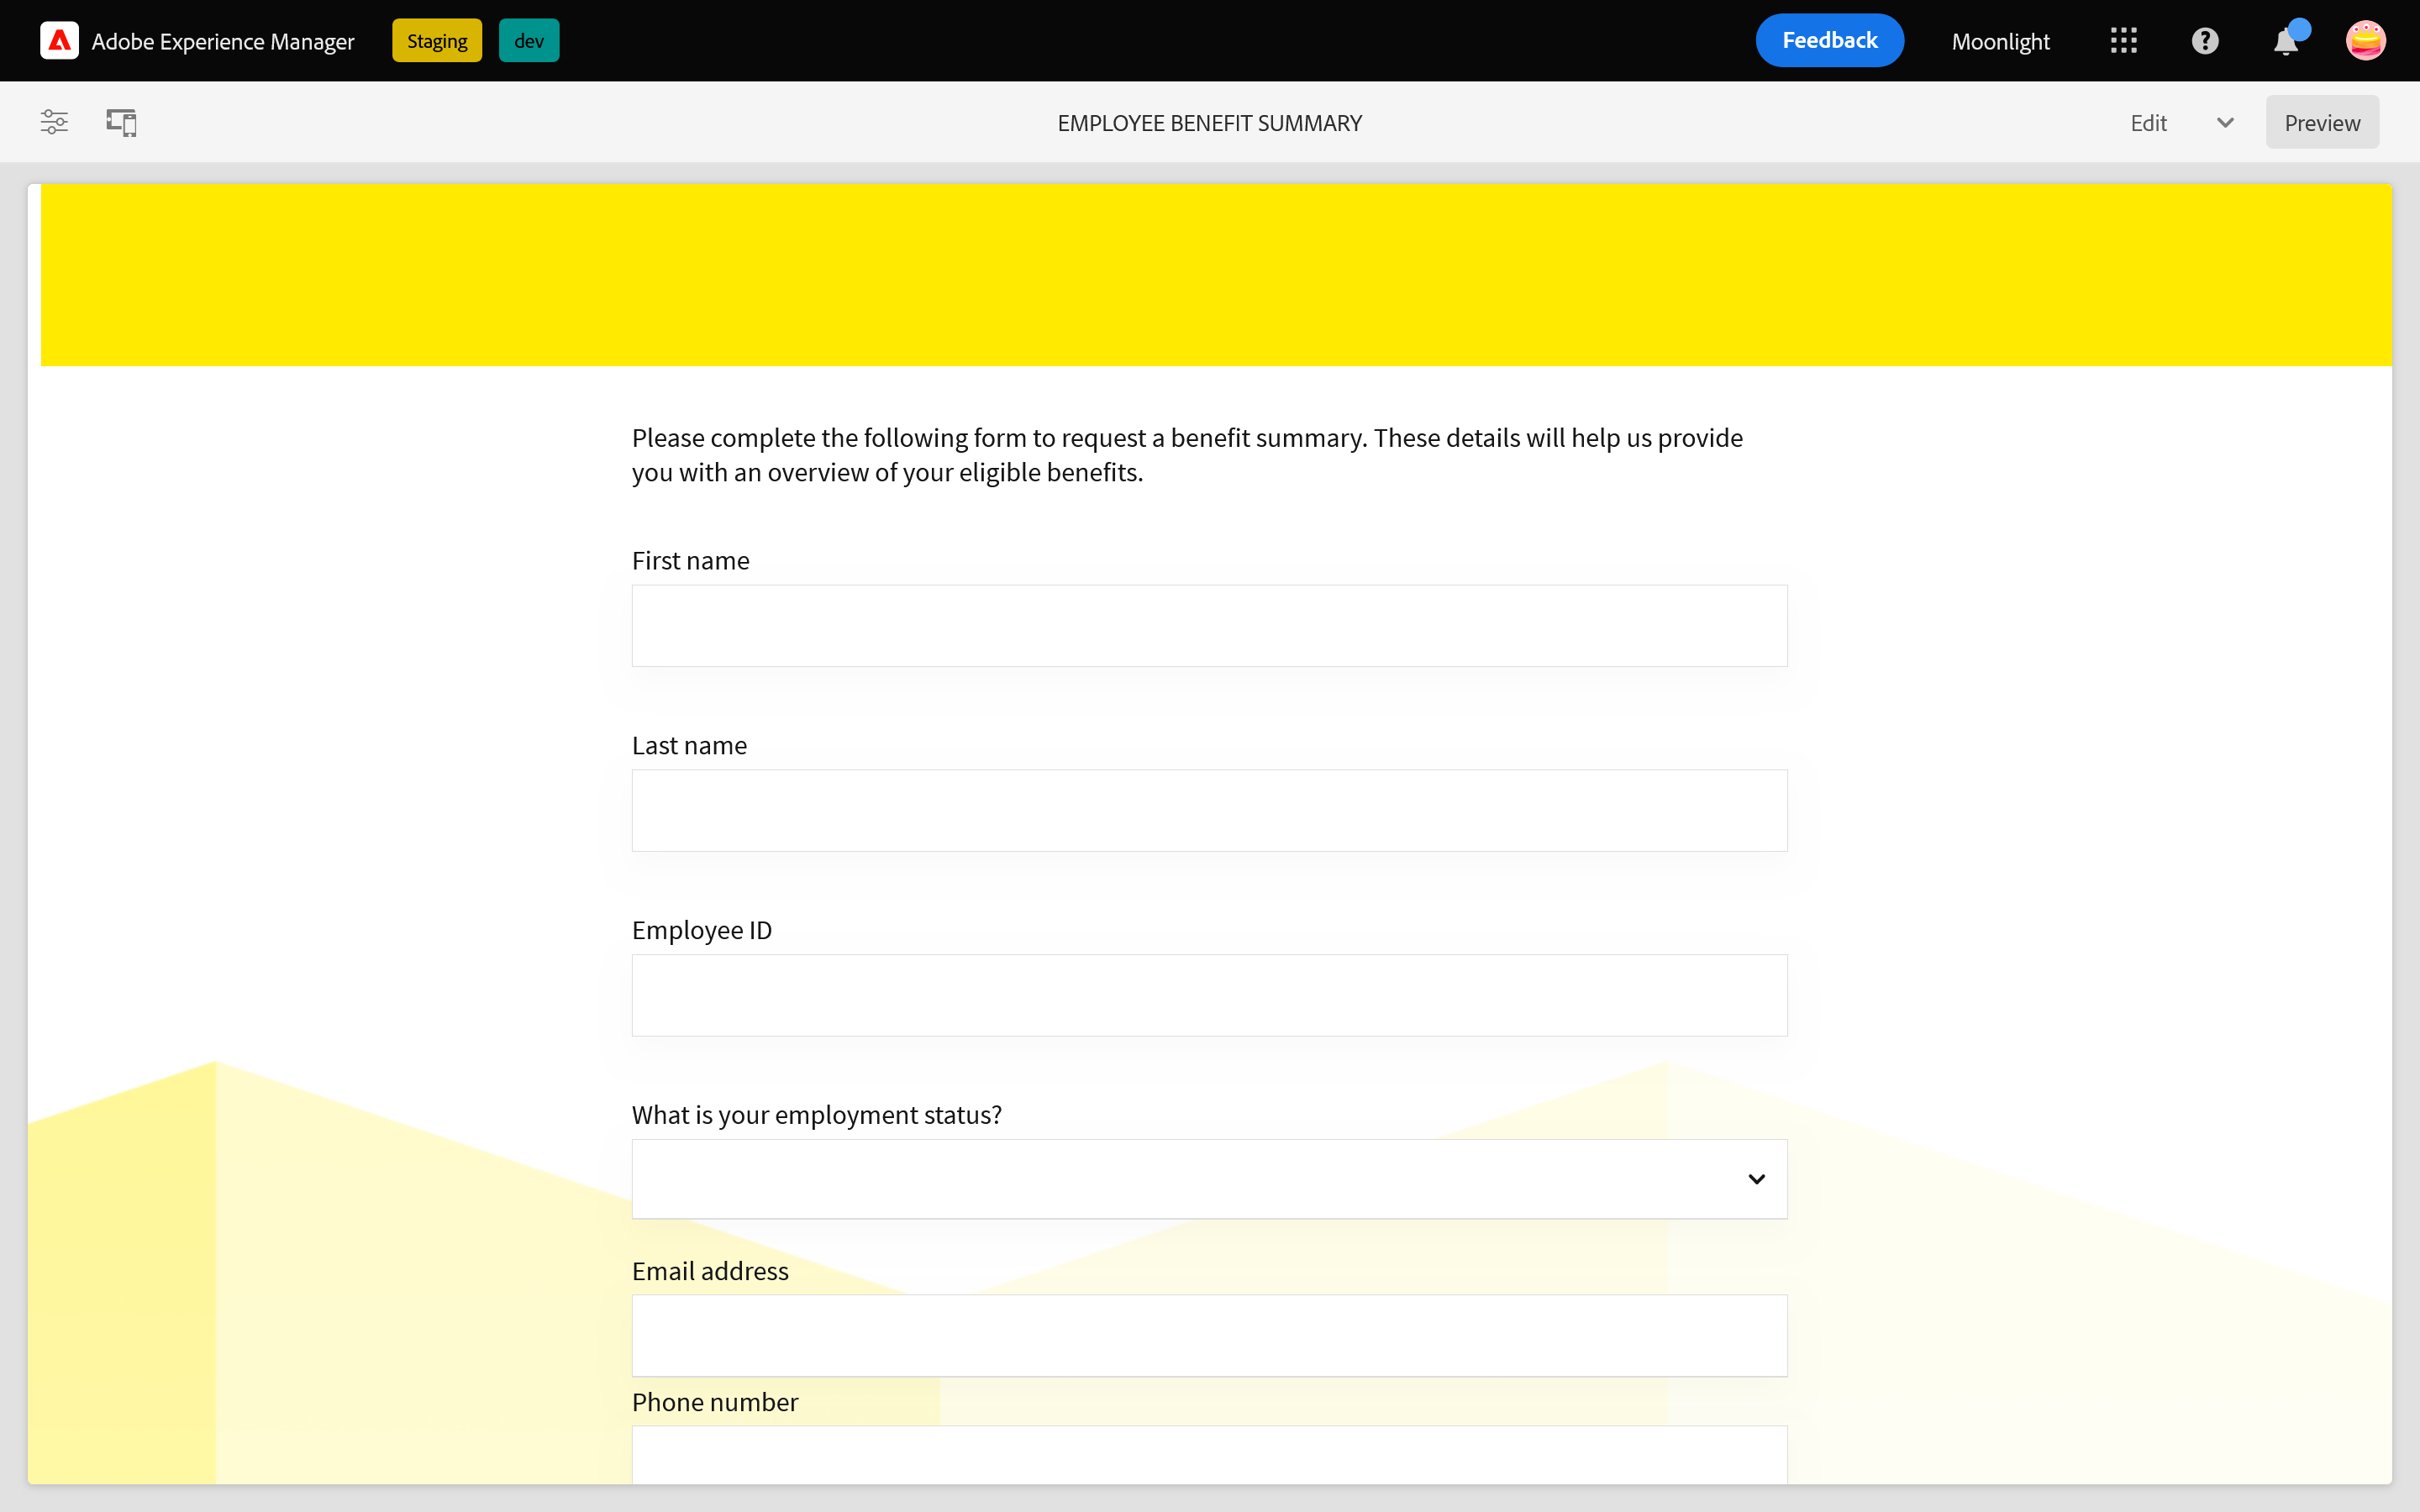 Adobe Experience Manager
Staging
dev
Feedback
Moonlight
EMPLOYEE BENEFIT SUMMARY
Edit
Preview
Please complete the following form to request a benefit summary. These details will help us provide
you with an overview of your eligible benefits.
First name
Last name
Employee ID
What is your employment status?
Email address
Phone number